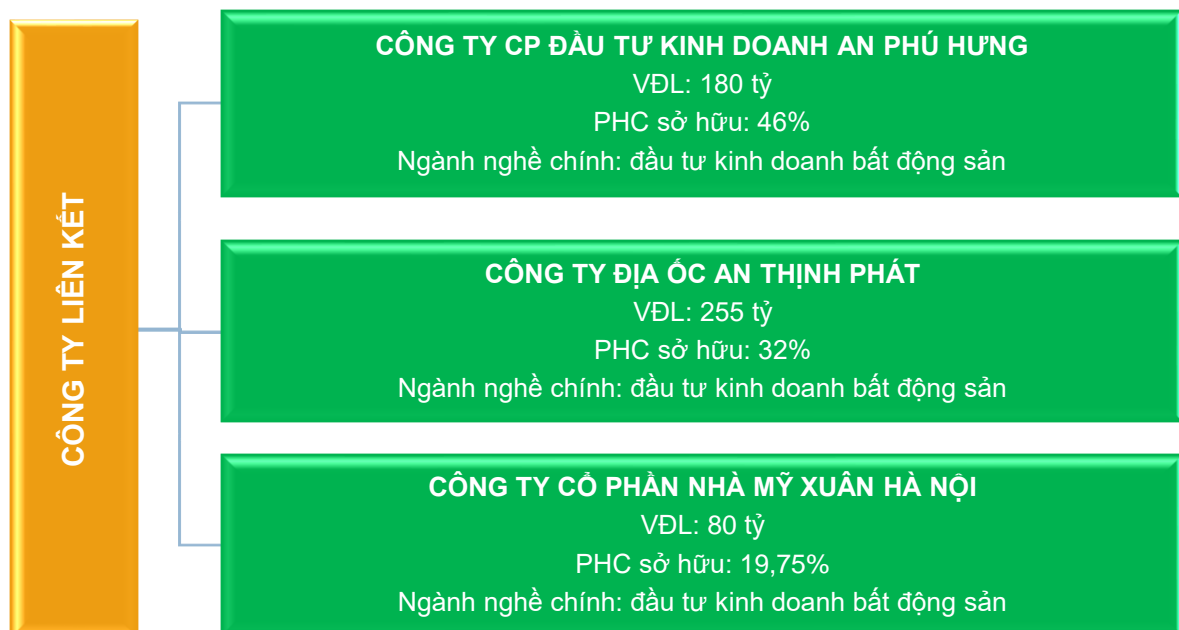 CÔNG TY LIÊN KẾT
CÔNG TY CP ĐẦU TƯ KINH DOANH AN PHÚ HƯNG
VĐL: 180 tỷ
PHC sở hữu: 46%
Ngành nghề chính: đầu tư kinh doanh bất động sản
CÔNG TY ĐỊA ỐC AN THỊNH PHÁT
VĐL: 255 tỷ
PHC sở hữu: 32%
Ngành nghề chính: đầu tư kinh doanh bất động sản
CÔNG TY CỔ PHẦN NHÀ MỸ XUÂN HÀ NỘI
VĐL: 80 tỷ
PHC sở hữu: 19,75%
Ngành nghề chính: đầu tư kinh doanh bất động sản